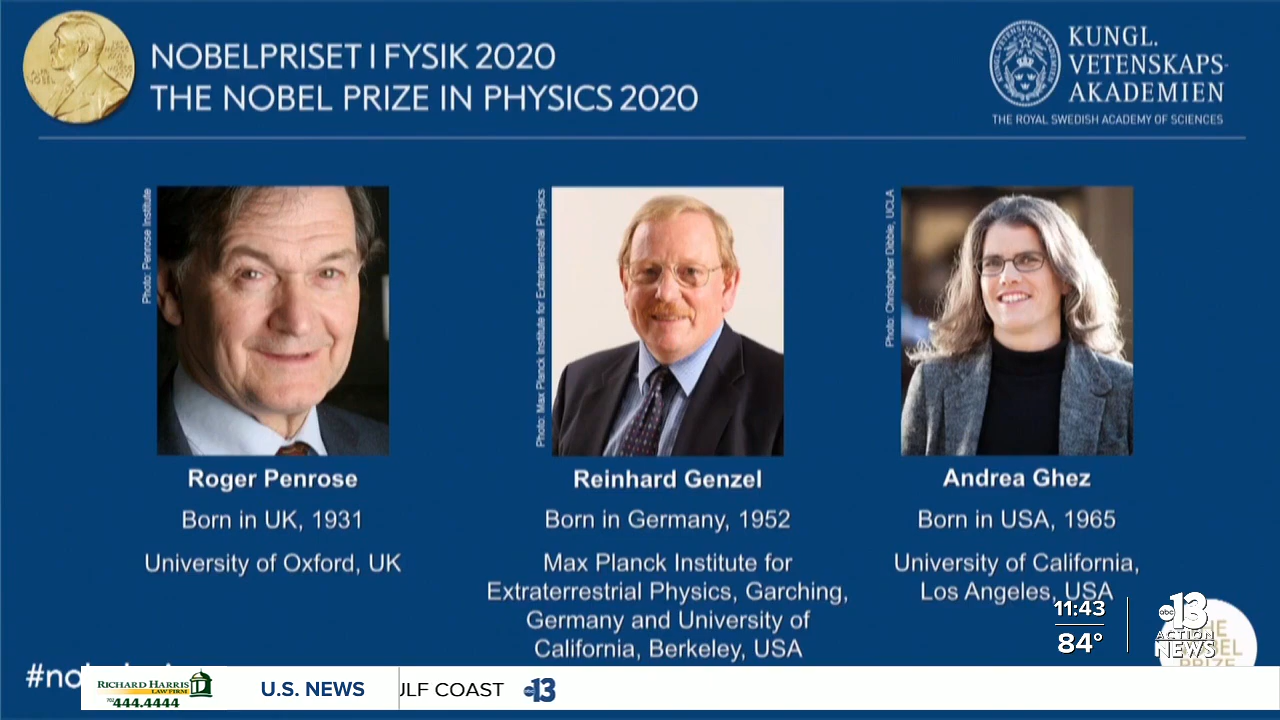 NOBELPRISET I FYSIK 2020
THE NOBEL PRIZE IN PHYSICS 2020
KUNGL.
VETENSKAPS-
AKADEMIEN
THE ROYAL SWEDISH ACADEMY OF SCIENCES
Photo: Penrose Institute
Photo: Max Planck Institute for Extraterrestrial Physics
Photo: Christopher Dibble, UCLA
Roger Penrose
Born in UK, 1931
University of Oxford, UK
Reinhard Genzel
Born in Germany, 1952
Max Planck Institute for
Extraterrestrial Physics, Garching,
Germany and University of
California, Berkeley, USA
Andrea Ghez
Born in USA, 1965
University of California,
Los Angeles, USA
11:43
84°
abc 13
ACTION
NEWS
RICHARD HARRIS
LAW FIRM
702 444.4444
U.S. NEWS
ULF COAST
abc 13